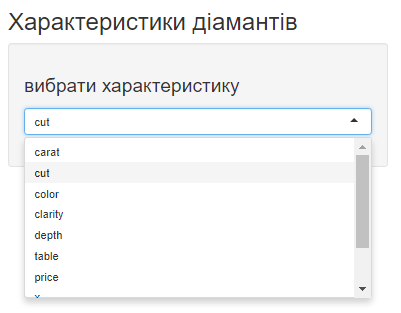 Характеристики діамантів
вибрати характеристику
cut
carat
cut
color
clarity
depth
table
price
x